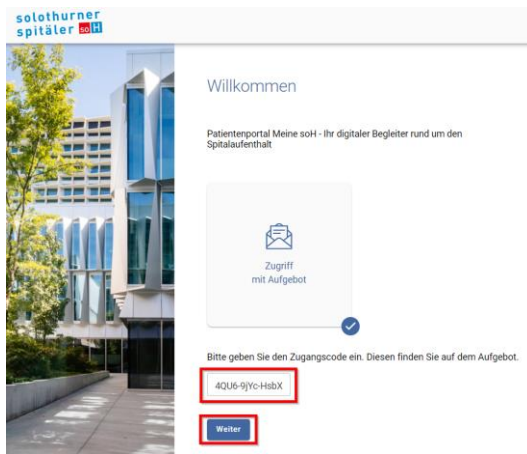 solothurner
spitäler soH
Willkommen
Patientenportal Meine soH - Ihr digitaler Begleiter rund um den
Spitalaufenthalt
Zugriff
mit Aufgebot
Bitte geben Sie den Zugangscode ein. Diesen finden Sie auf dem Aufgebot.
4QU6-9jYc-HsbX
Weiter